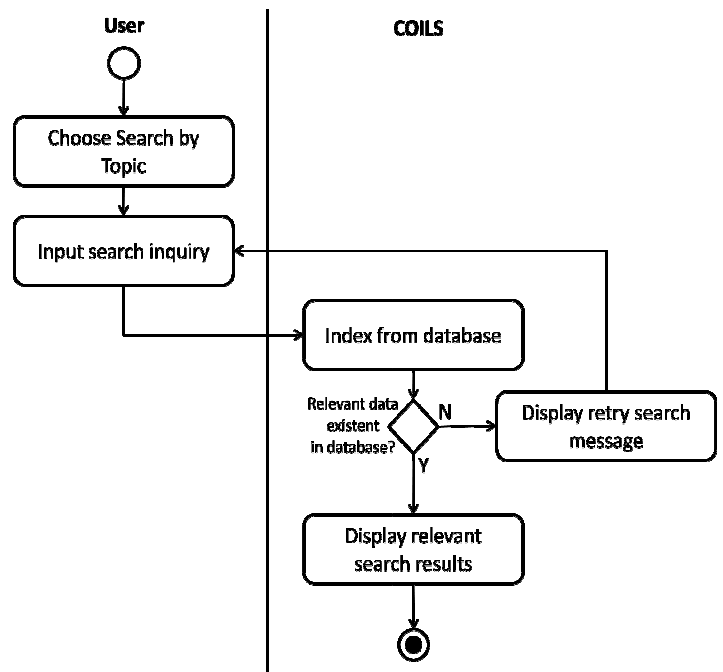 User
COILS
Choose Search by
Topic
Input search inquiry
Index from database
Relevant data
existent
in database?
N
Y
Display retry search
message
Display relevant
search results